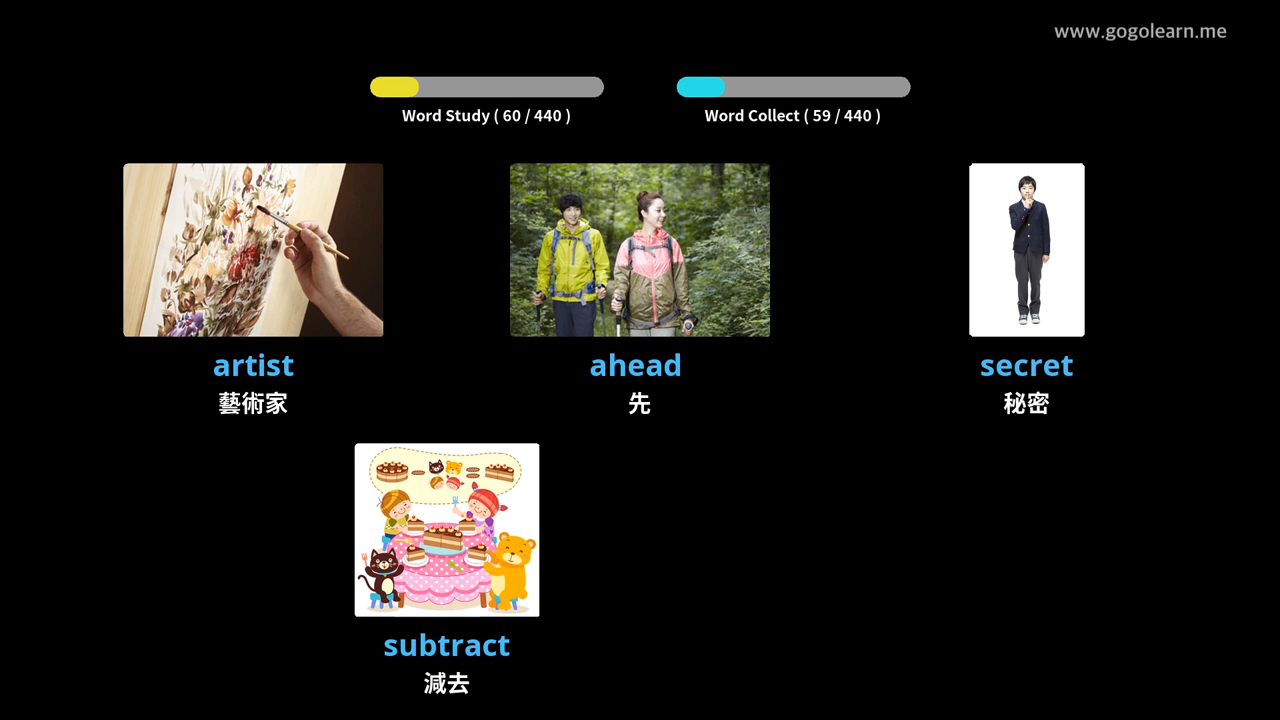 www.gogolearn.me
Word Study ( 60 / 440 )
Word Collect ( 59 / 440 )
artist
藝術家
ahead
先
secret
秘密
subtract
減去